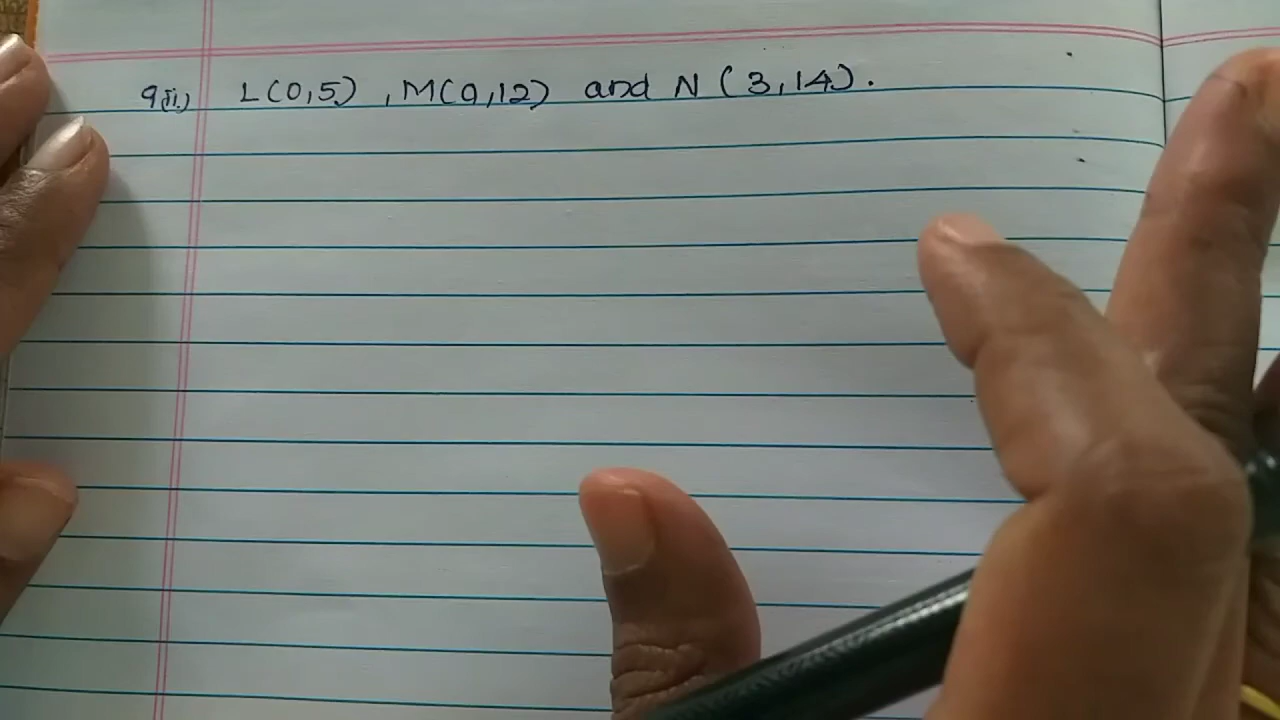 9(ii) L(0,5) , M(9,12) and N (3,14).